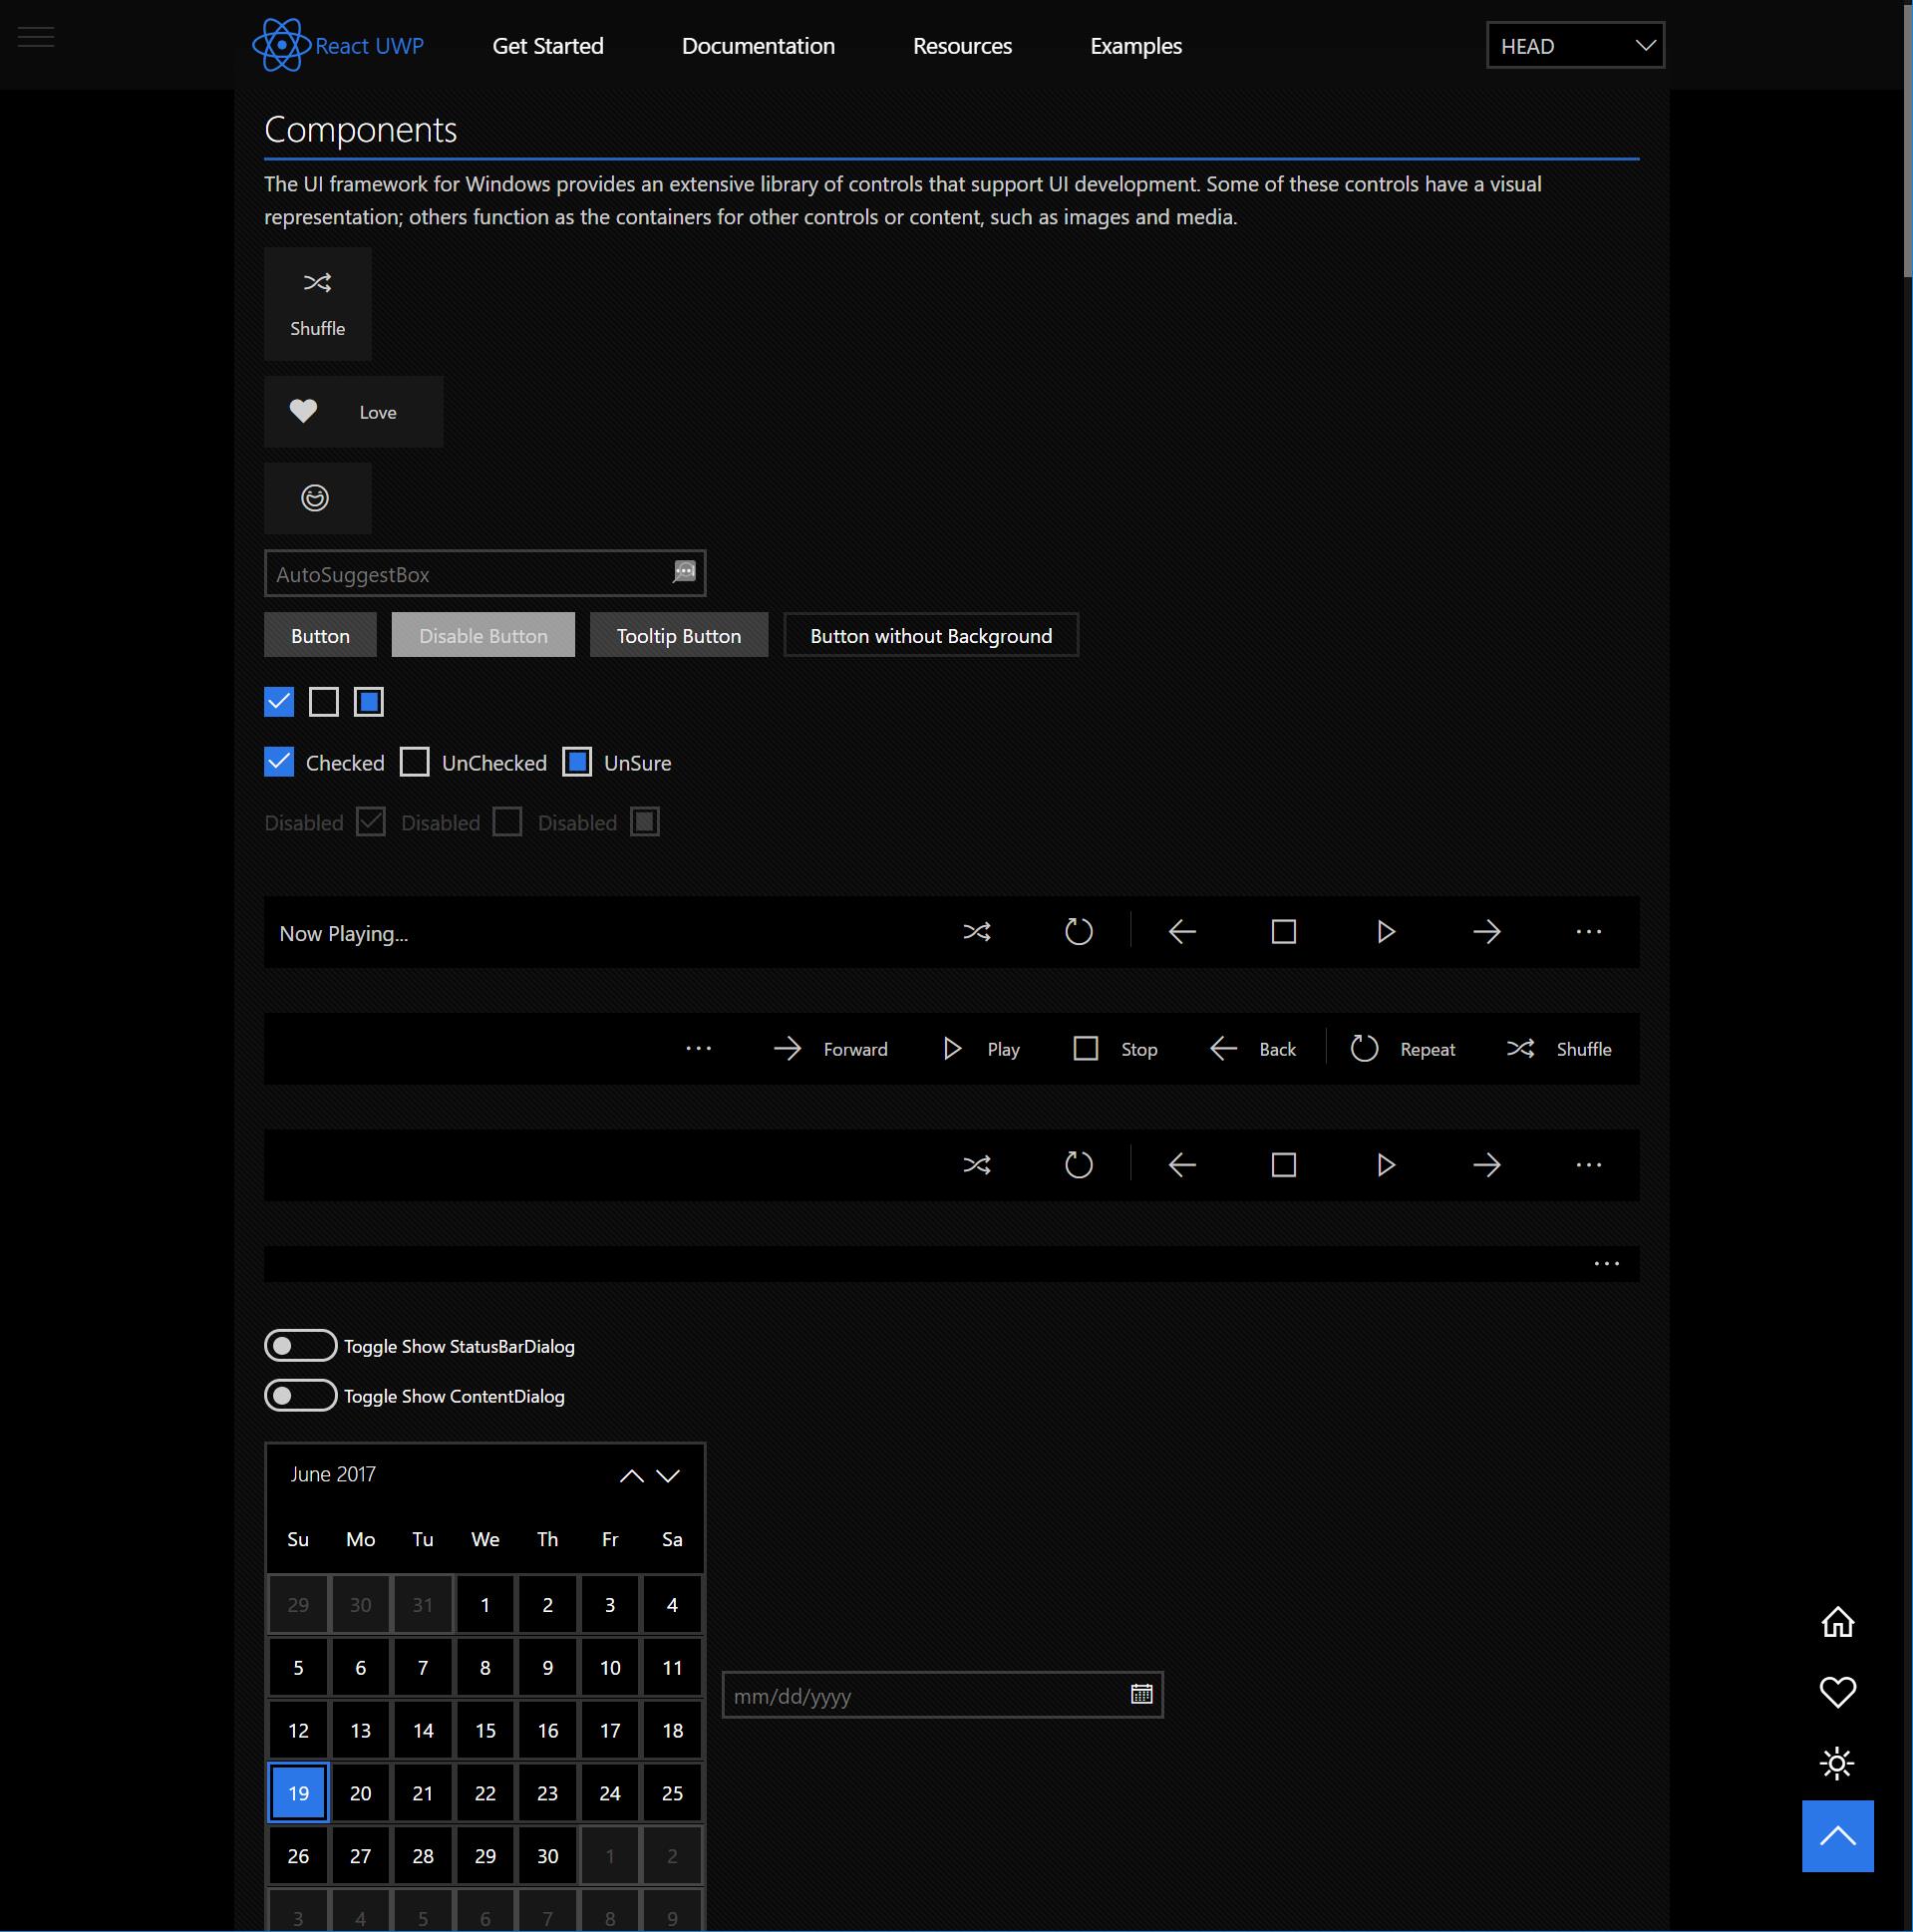 React UWP Get Started Documentation Resources Examples HEAD
Components
The UI framework for Windows provides an extensive library of controls that support UI development. Some of these controls have a visual
representation; others function as the containers for other controls or content, such as images and media.
Shuffle
Love
AutoSuggestBox
Button Disable Button Tooltip Button Button without Background
Checked UnChecked UnSure
Disabled Disabled Disabled
Now Playing...
Forward Play Stop Back Repeat Shuffle
Toggle Show StatusBarDialog
Toggle Show ContentDialog
June 2017
Su Mo Tu We Th Fr Sa
29 30 31 1 2 3 4
5 6 7 8 9 10 11
mm/dd/yyyy
12 13 14 15 16 17 18
19 20 21 22 23 24 25
26 27 28 29 30 1 2
3 4 5 6 7 8 9